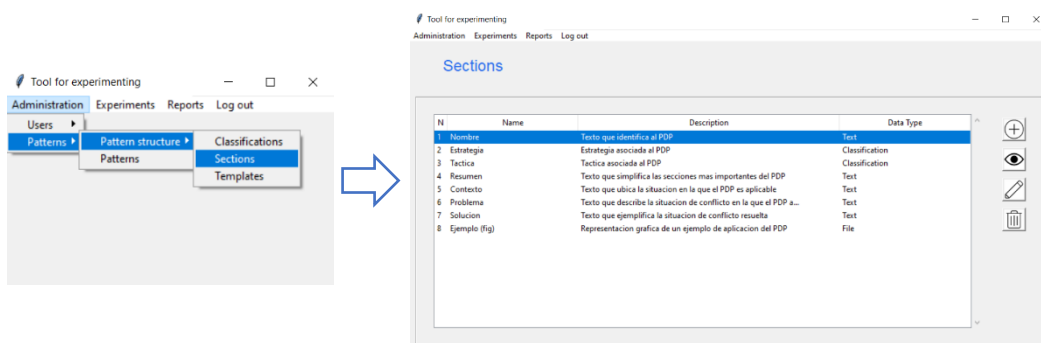 Tool for experimenting
Administration Experiments Reports Log out
Users
Patterns Pattern structure Classifications
Patterns Sections
Templates
Tool for experimenting
Administration Experiments Reports Log out
Sections
N Name Description Data Type
1 Nombre Texto que identifica al PDP Text
2 Estrategia Estrategia asociada al PDP Classification
3 Tactica Tactica asociada al PDP Classification
4 Resumen Texto que simplifica las secciones mas importantes del PDP Text
5 Contexto Texto que ubica la situacion en la que el PDP es aplicable Text
6 Problema Texto que describe la situacion de conflicto en la que el PDP a... Text
7 Solucion Texto que ejemplifica la situacion de conflicto resuelta Text
8 Ejemplo (fig) Representacion grafica de un ejemplo de aplicacion del PDP File